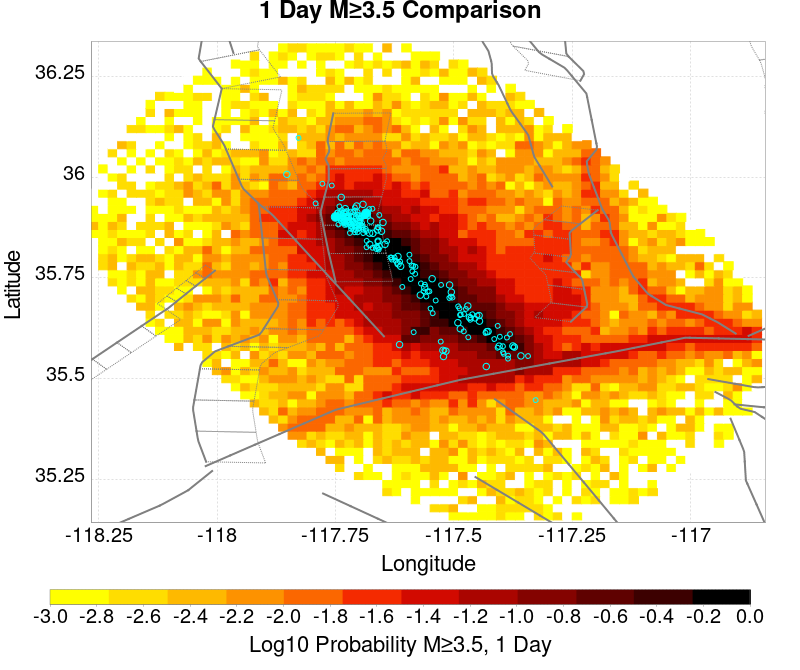 1 Day M≥3.5 Comparison
36.25
36
35.75
35.5
35.25
Latitude
-118.25 -118 -117.75 -117.5 -117.25 -117
Longitude
-3.0 -2.8 -2.6 -2.4 -2.2 -2.0 -1.8 -1.6 -1.4 -1.2 -1.0 -0.8 -0.6 -0.4 -0.2 0.0
Log10 Probability M≥3.5, 1 Day